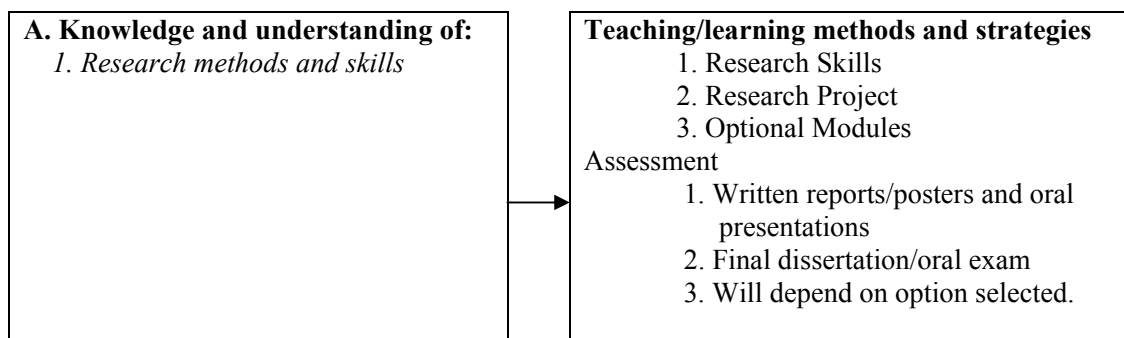 A. Knowledge and understanding of:
1. Research methods and skills
Teaching/learning methods and strategies
1. Research Skills
2. Research Project
3. Optional Modules
Assessment
1. Written reports/posters and oral
presentations
2. Final dissertation/oral exam
3. Will depend on option selected.